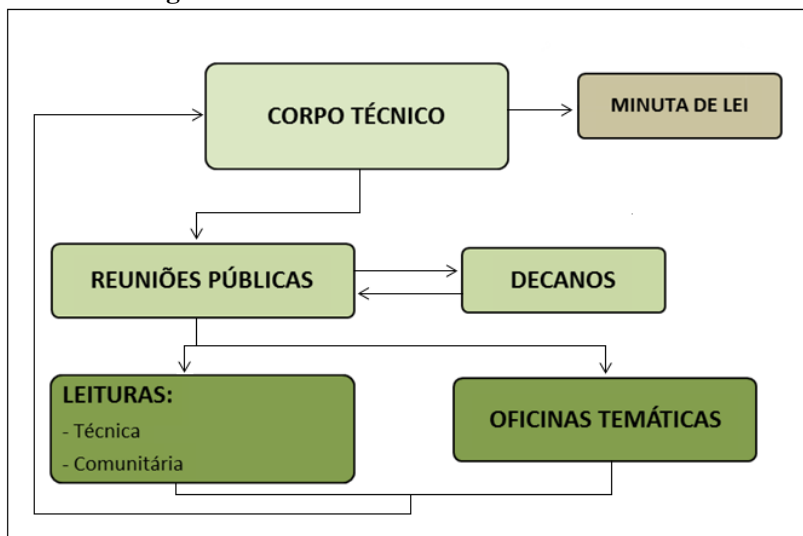 CORPO TÉCNICO
MINUTA DE LEI
REUNIÕES PÚBLICAS
DECANOS
LEITURAS:
- Técnica
- Comunitária
OFICINAS TEMÁTICAS